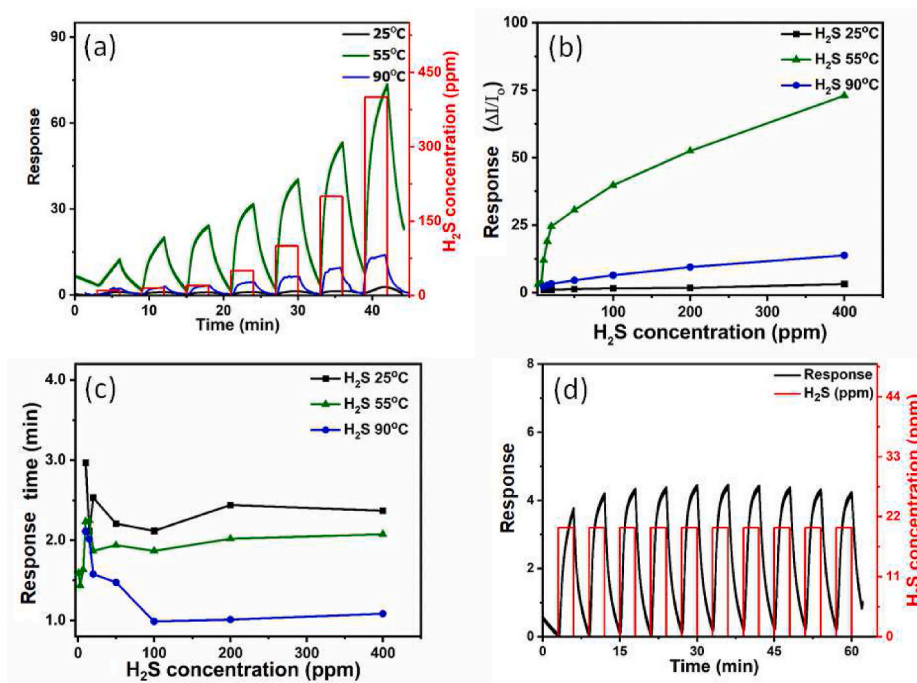 (a)
25°C
55°C
90°C
Response
90
60
30
0
0
10
20
30
40
Time (min)
450
300
150
0
H₂S concentration (ppm)
(b)
H₂S 25°C
H₂S 55°C
H₂S 90°C
Response (ΔI/I₀)
100
75
50
25
0
100
200
300
400
H₂S concentration (ppm)
(c)
H₂S 25°C
H₂S 55°C
H₂S 90°C
Response time (min)
4.0
3.0
2.0
1.0
0
100
200
300
400
H₂S concentration (ppm)
(d)
Response
H₂S (ppm)
Response
8
6
4
2
0
0
15
30
45
60
Time (min)
44
33
22
11
0
H₂S concentration (ppm)